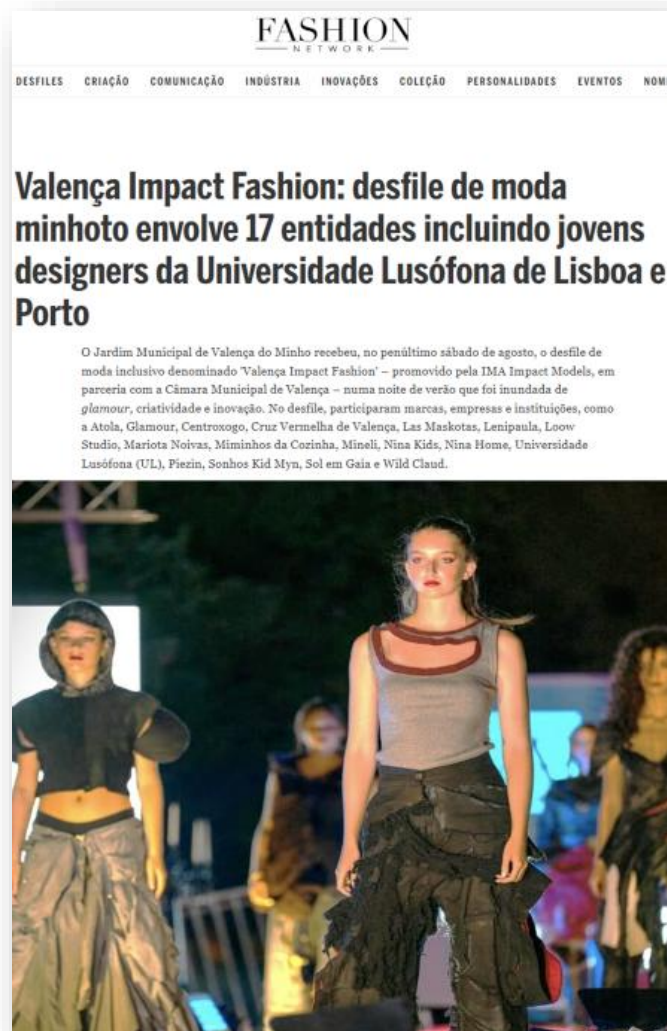 FASHION
NETWORK
DESFILES CRIAÇÃO COMUNICAÇÃO INDÚSTRIA INOVAÇÕES COLEÇÃO PERSONALIDADES EVENTOS
Valença Impact Fashion: desfile de moda
minhoto envolve 17 entidades incluindo jovens
designers da Universidade Lusófona de Lisboa e
Porto
O Jardim Municipal de Valença do Minho recebeu, no penúltimo sábado de agosto, o desfile de
moda inclusivo denominado 'Valença Impact Fashion' – promovido pela IMA Impact Models, em
parceria com a Câmara Municipal de Valença – numa noite de verão que foi inundada de
glamour, criatividade e inovação. No desfile, participaram marcas, empresas e instituições, como
a Atola, Glamour, Centroxogo, Cruz Vermelha de Valença, Las Maskotas, Lenipaula, Loow
Studio, Mariota Noivas, Miminhos da Cozinha, Mineli, Nina Kids, Nina Home, Universidade
Lusófona (UL), Piezin, Sonhos Kid Myn, Sol em Gaia e Wild Claud.